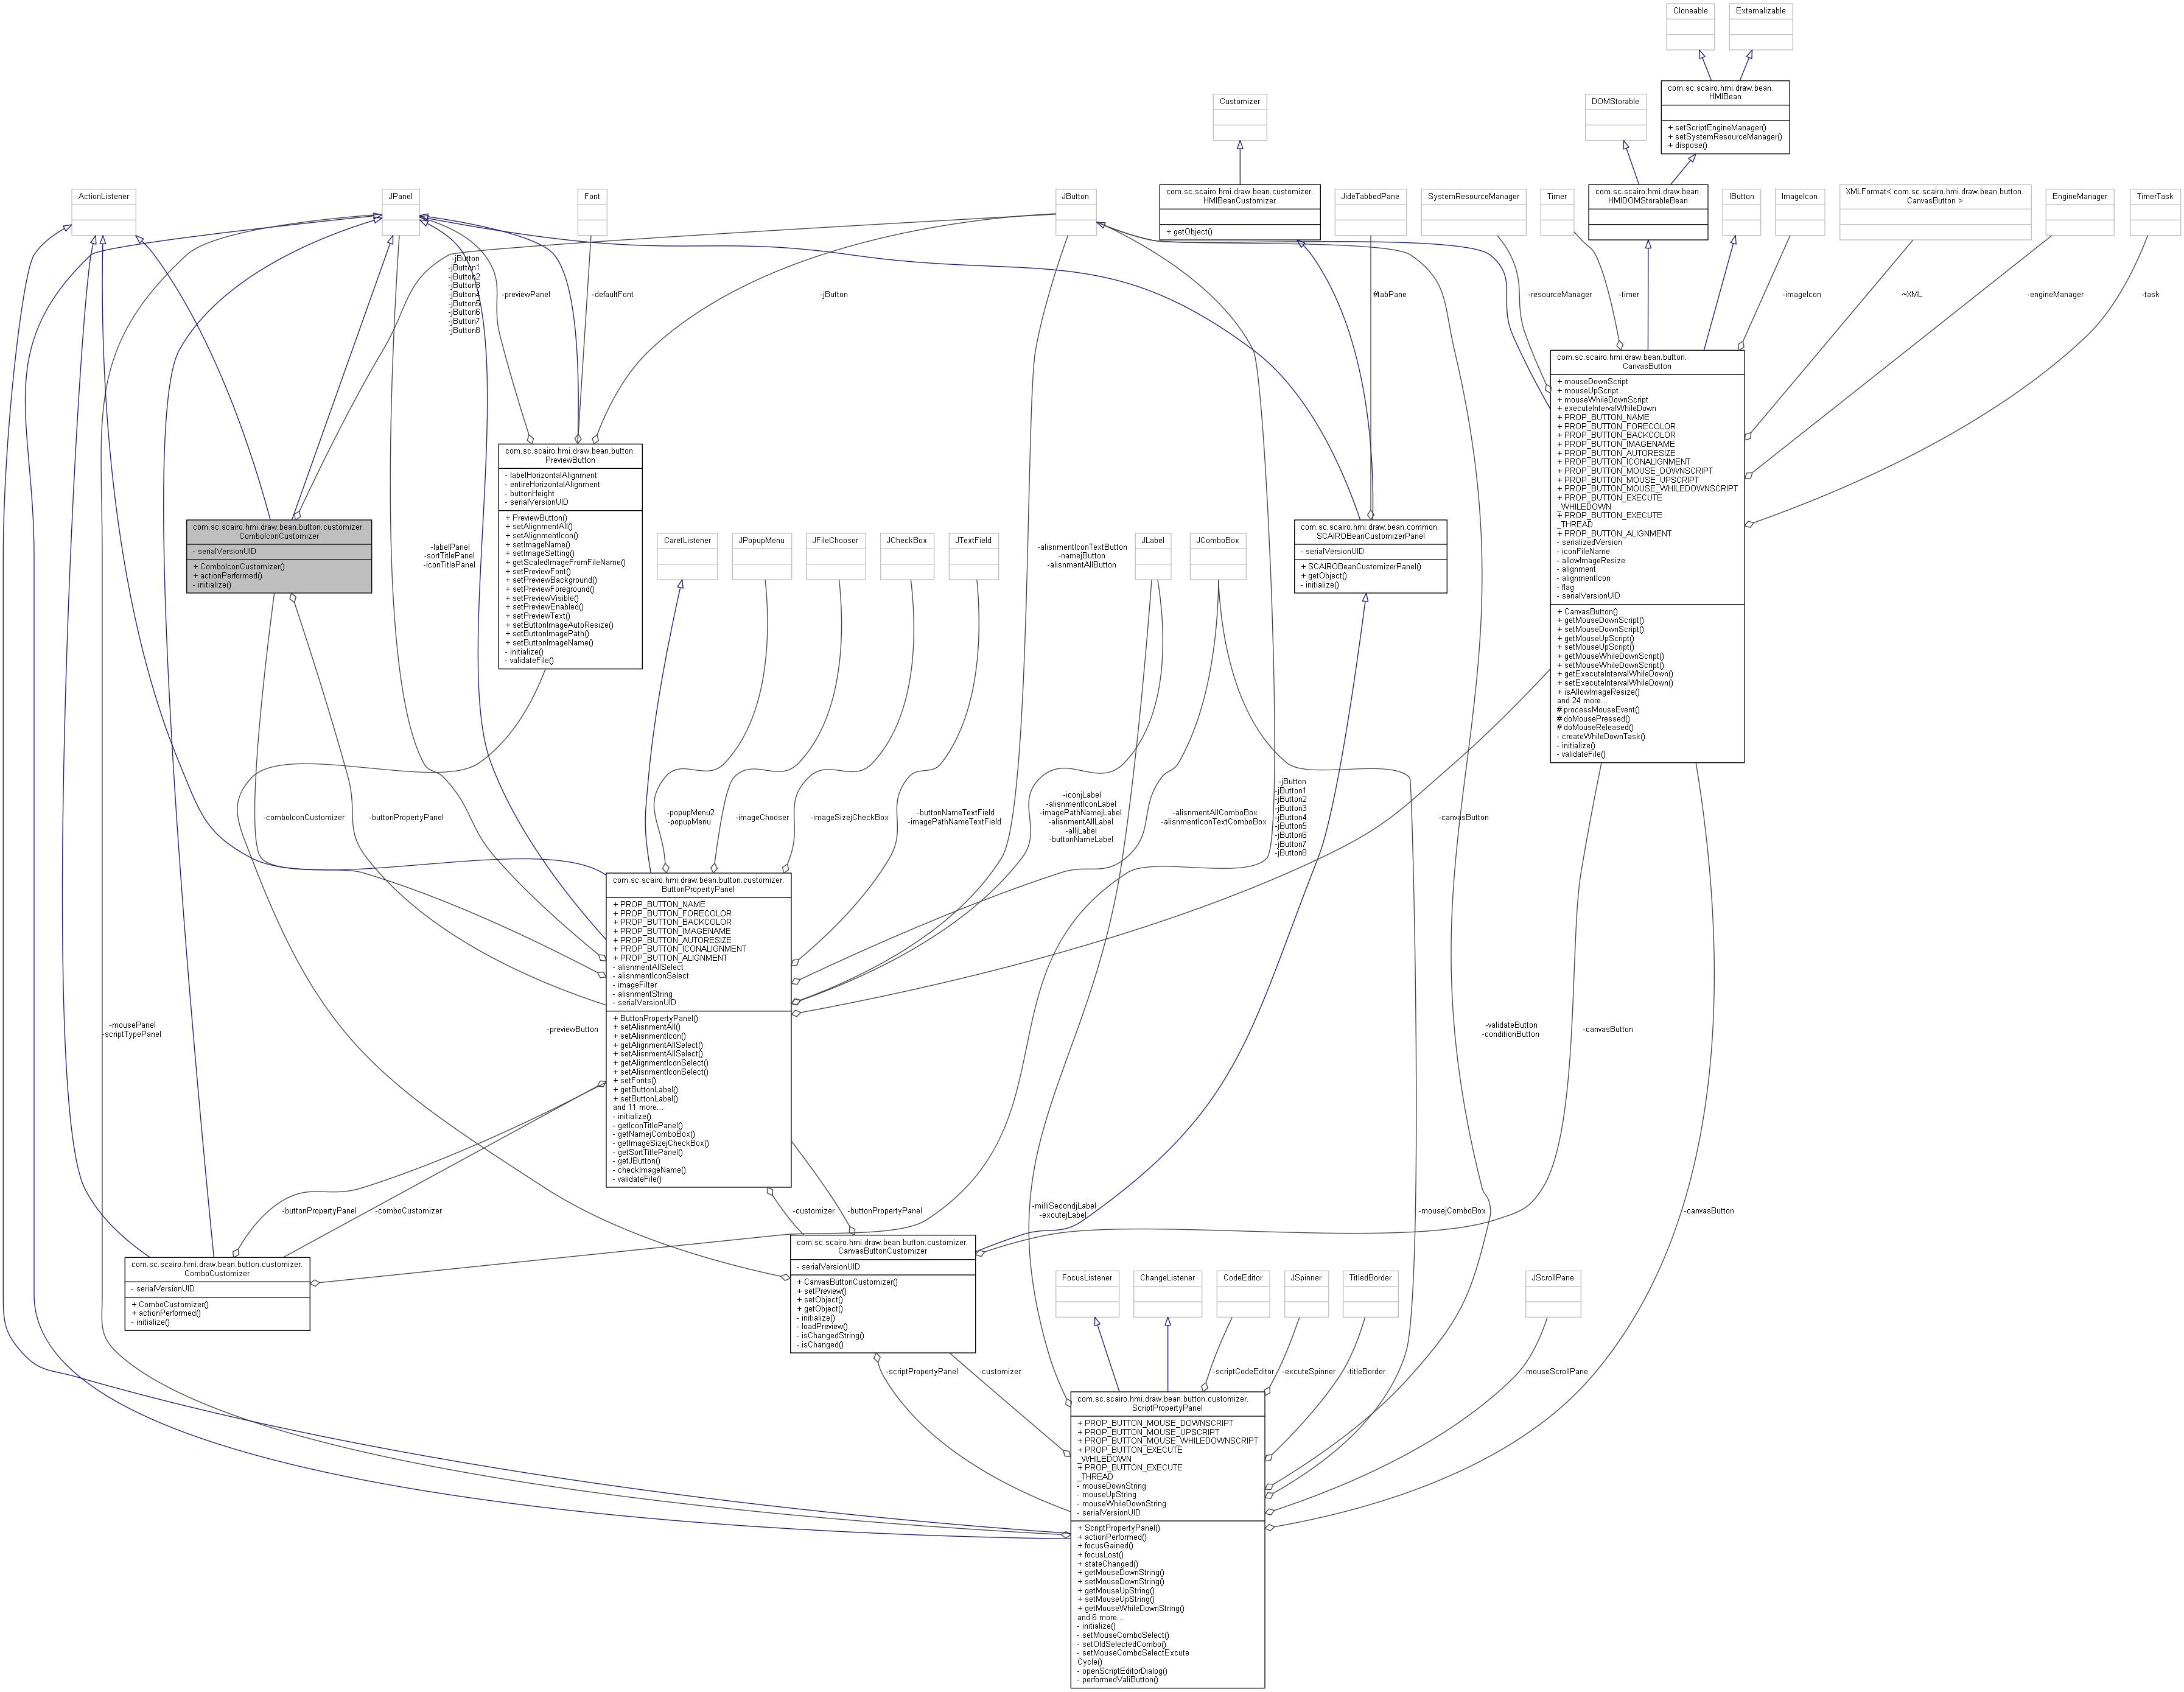 Cloneable
Externalizable
com.sc.scairo.hmi.draw.bean.
HMIBean
+ setScriptEngineManager()
+ setSystemResourceManager()
+ dispose()
Customizer
DOMStorable
ActionListener
JPanel
Font
JButton
com.sc.scairo.hmi.draw.bean.customizer.
HMIBeanCustomizer
+ getObject()
JideTabbedPane
SystemResourceManager
Timer
com.sc.scairo.hmi.draw.bean.
HMIDOMStorableBean
IButton
ImageIcon
XMLFormat< com.sc.scairo.hmi.draw.bean.button.
CanvasButton >
EngineManager
TimerTask
-jButton
-jButton1
-jButton2
-jButton3
-jButton4
-jButton5
-jButton6
-jButton7
-jButton8
-previewPanel
-defaultFont
-jButton
#tabPane
-resourceManager
-timer
-imageIcon
~XML
-engineManager
-task
com.sc.scairo.hmi.draw.bean.button.
CanvasButton
+ mouseDownScript
+ mouseUpScript
+ mouseWhileDownScript
+ executeIntervalWhileDown
+ PROP_BUTTON_NAME
+ PROP_BUTTON_FORECOLOR
+ PROP_BUTTON_BACKCOLOR
+ PROP_BUTTON_IMAGENAME
+ PROP_BUTTON_AUTORESIZE
+ PROP_BUTTON_ICONALIGNMENT
+ PROP_BUTTON_MOUSE_DOWNSCRIPT
+ PROP_BUTTON_MOUSE_UPSCRIPT
+ PROP_BUTTON_MOUSE_WHILEDOWNSCRIPT
+ PROP_BUTTON_EXECUTE
_WHILEDOWN
+ PROP_BUTTON_EXECUTE
_THREAD
+ PROP_BUTTON_ALIGNMENT
- serializedVersion
- iconFileName
- allowImageResize
- alignment
- alignmentIcon
- flag
- serialVersionUID
+ CanvasButton()
+ getMouseDownScript()
+ setMouseDownScript()
+ getMouseUpScript()
+ setMouseUpScript()
+ getMouseWhileDownScript()
+ setMouseWhileDownScript()
+ getExecuteIntervalWhileDown()
+ setExecuteIntervalWhileDown()
+ isAllowImageResize()
and 24 more...
# processMouseEvent()
# doMousePressed()
# doMouseReleased()
- createWhileDownTask()
- initialize()
- validateFile()
com.sc.scairo.hmi.draw.bean.button.
PreviewButton
- labelHorizontalAlignment
- entireHorizontalAlignment
- buttonHeight
- serialVersionUID
+ PreviewButton()
+ setAlignmentAll()
+ setAlignmentIcon()
+ setImageName()
+ setImageSetting()
+ getScaledImageFromFileName()
+ setPreviewFont()
+ setPreviewBackground()
+ setPreviewForeground()
+ setPreviewVisible()
+ setPreviewEnabled()
+ setPreviewText()
+ setButtonImageAutoResize()
+ setButtonImagePath()
+ setButtonImageName()
- initialize()
- validateFile()
com.sc.scairo.hmi.draw.bean.button.customizer.
ComboIconCustomizer
- serialVersionUID
+ ComboIconCustomizer()
+ actionPerformed()
- initialize()
-labelPanel
-sortTitlePanel
-iconTitlePanel
CaretListener
JPopupMenu
JFileChooser
JCheckBox
JTextField
-alisnmentIconTextButton
-namejButton
-alisnmentAllButton
JLabel
JComboBox
com.sc.scairo.hmi.draw.bean.common.
SCAIROBeanCustomizerPanel
- serialVersionUID
+ SCAIROBeanCustomizerPanel()
+ getObject()
- initialize()
-comboIconCustomizer
-buttonPropertyPanel
-popupMenu2
-popupMenu
-imageChooser
-imageSizejCheckBox
-buttonNameTextField
-imagePathNameTextField
-iconjLabel
-alisnmentIconLabel
-imagePathNamejLabel
-alisnmentAllLabel
-alljLabel
-buttonNameLabel
-alisnmentAllComboBox
-alisnmentIconTextComboBox
-jButton
-jButton1
-jButton2
-jButton3
-jButton4
-jButton5
-jButton6
-jButton7
-jButton8
-canvasButton
com.sc.scairo.hmi.draw.bean.button.customizer.
ButtonPropertyPanel
+ PROP_BUTTON_NAME
+ PROP_BUTTON_FORECOLOR
+ PROP_BUTTON_BACKCOLOR
+ PROP_BUTTON_IMAGENAME
+ PROP_BUTTON_AUTORESIZE
+ PROP_BUTTON_ICONALIGNMENT
+ PROP_BUTTON_ALIGNMENT
- alisnmentAllSelect
- alisnmentIconSelect
- imageFilter
- alisnmentString
- serialVersionUID
+ ButtonPropertyPanel()
+ setAlisnmentAll()
+ setAlisnmentIcon()
+ getAlignmentAllSelect()
+ setAlisnmentAllSelect()
+ getAlignmentIconSelect()
+ setAlisnmentIconSelect()
+ setFonts()
+ getButtonLabel()
+ setButtonLabel()
and 11 more...
- initialize()
- getIconTitlePanel()
- getNamejComboBox()
- getImageSizejCheckBox()
- getSortTitlePanel()
- getJButton()
- checkImageName()
- validateFile()
-mousePanel
-scriptTypePanel
-previewButton
-validateButton
-conditionButton
-canvasButton
-buttonPropertyPanel
-comboCustomizer
-customizer
-buttonPropertyPanel
-milliSecondjLabel
-excutejLabel
-mousejComboBox
-canvasButton
com.sc.scairo.hmi.draw.bean.button.customizer.
ComboCustomizer
- serialVersionUID
+ ComboCustomizer()
+ actionPerformed()
- initialize()
com.sc.scairo.hmi.draw.bean.button.customizer.
CanvasButtonCustomizer
- serialVersionUID
+ CanvasButtonCustomizer()
+ setPreview()
+ setObject()
+ getObject()
- initialize()
- loadPreview()
- isChangedString()
- isChanged()
FocusListener
ChangeListener
CodeEditor
JSpinner
TitledBorder
JScrollPane
-scriptPropertyPanel
-customizer
-scriptCodeEditor
-excuteSpinner
-titleBorder
-mouseScrollPane
com.sc.scairo.hmi.draw.bean.button.customizer.
ScriptPropertyPanel
+ PROP_BUTTON_MOUSE_DOWNSCRIPT
+ PROP_BUTTON_MOUSE_UPSCRIPT
+ PROP_BUTTON_MOUSE_WHILEDOWNSCRIPT
+ PROP_BUTTON_EXECUTE
_WHILEDOWN
+ PROP_BUTTON_EXECUTE
_THREAD
- mouseDownString
- mouseUpString
- mouseWhileDownString
- serialVersionUID
+ ScriptPropertyPanel()
+ actionPerformed()
+ focusGained()
+ focusLost()
+ stateChanged()
+ getMouseDownString()
+ setMouseDownString()
+ getMouseUpString()
+ setMouseUpString()
+ getMouseWhileDownString()
and 6 more...
- initialize()
- setMouseComboSelect()
- setOldSelectedCombo()
- setMouseComboSelectExcute
Cycle()
- openScriptEditorDialog()
- performedValiButton()